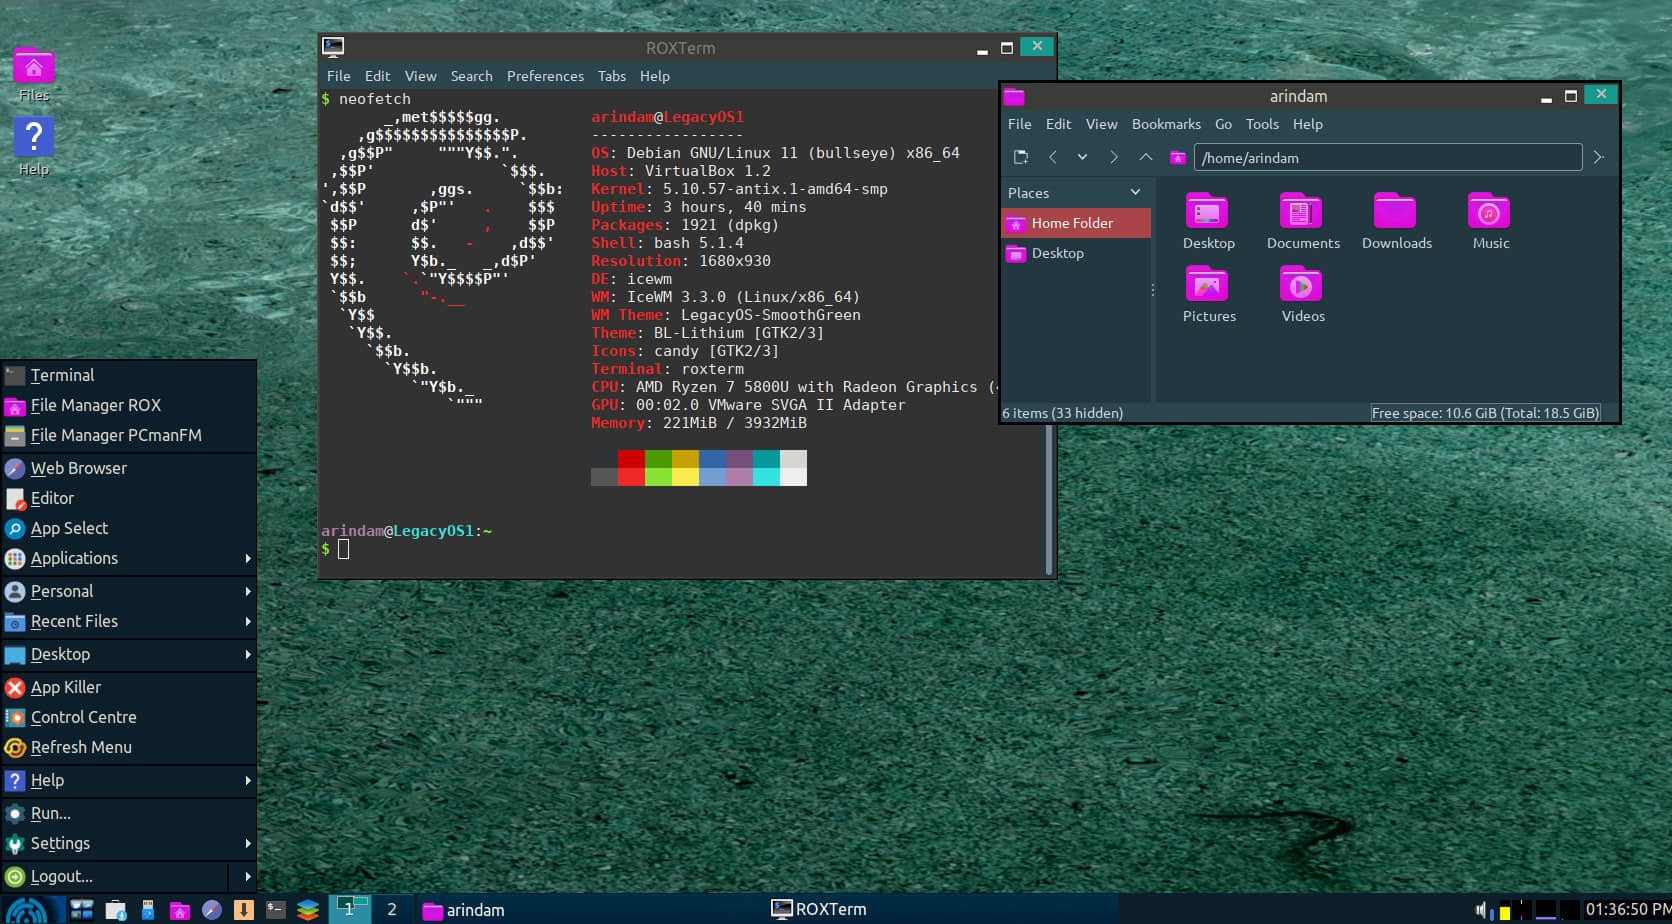 Files
Help
ROXTerm
File Edit View Search Preferences Tabs Help
$ neofetch
_,met$$$$$gg.
,g$$$$$$$$$$$$$$$P.
,g$$P"     """Y$$.".
,$$P'              `$$$.
',$$P       ,ggs.     `$$b:
`d$$'     ,$P"'   .    $$$
$$P      d$'     ,    $$P
$$:      $$.   -    ,d$$'
$$;      Y$b._   _,d$P'
Y$$.    `.`"Y$$$$P"'
`$$b      "-.__
`Y$$
`Y$$.
`$$b.
`Y$$b.
`"Y$b._
`"""
arindam@LegacyOS1
-----------------
OS: Debian GNU/Linux 11 (bullseye) x86_64
Host: VirtualBox 1.2
Kernel: 5.10.57-antix.1-amd64-smp
Uptime: 3 hours, 40 mins
Packages: 1921 (dpkg)
Shell: bash 5.1.4
Resolution: 1680x930
DE: icewm
WM: IceWM 3.3.0 (Linux/x86_64)
WM Theme: LegacyOS-SmoothGreen
Theme: BL-Lithium [GTK2/3]
Icons: candy [GTK2/3]
Terminal: roxterm
CPU: AMD Ryzen 7 5800U with Radeon Graphics (
GPU: 00:02.0 VMware SVGA II Adapter
Memory: 221MiB / 3932MiB
arindam@LegacyOS1:~
$
arindam
File Edit View Bookmarks Go Tools Help
/home/arindam
Places
Home Folder
Desktop
Desktop Documents Downloads Music
Pictures Videos
6 items (33 hidden) Free space: 10.6 GiB (Total: 18.5 GiB)
Terminal
File Manager ROX
File Manager PCmanFM
Web Browser
Editor
App Select
Applications
Personal
Recent Files
Desktop
App Killer
Control Centre
Refresh Menu
Help
Run...
Settings
Logout...
1 2 arindam ROXTerm 01:36:50 PM